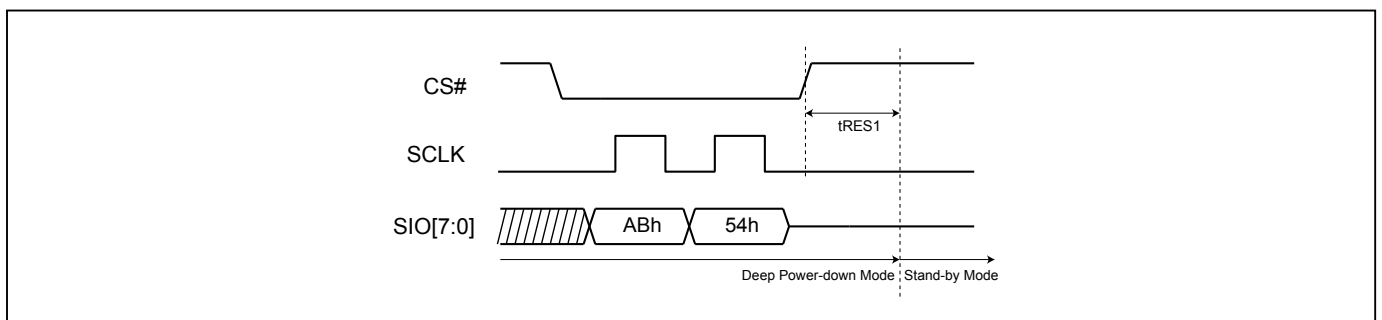 CS#
tRES1
SCLK
SIO[7:0] ABh 54h
Deep Power-down Mode Stand-by Mode